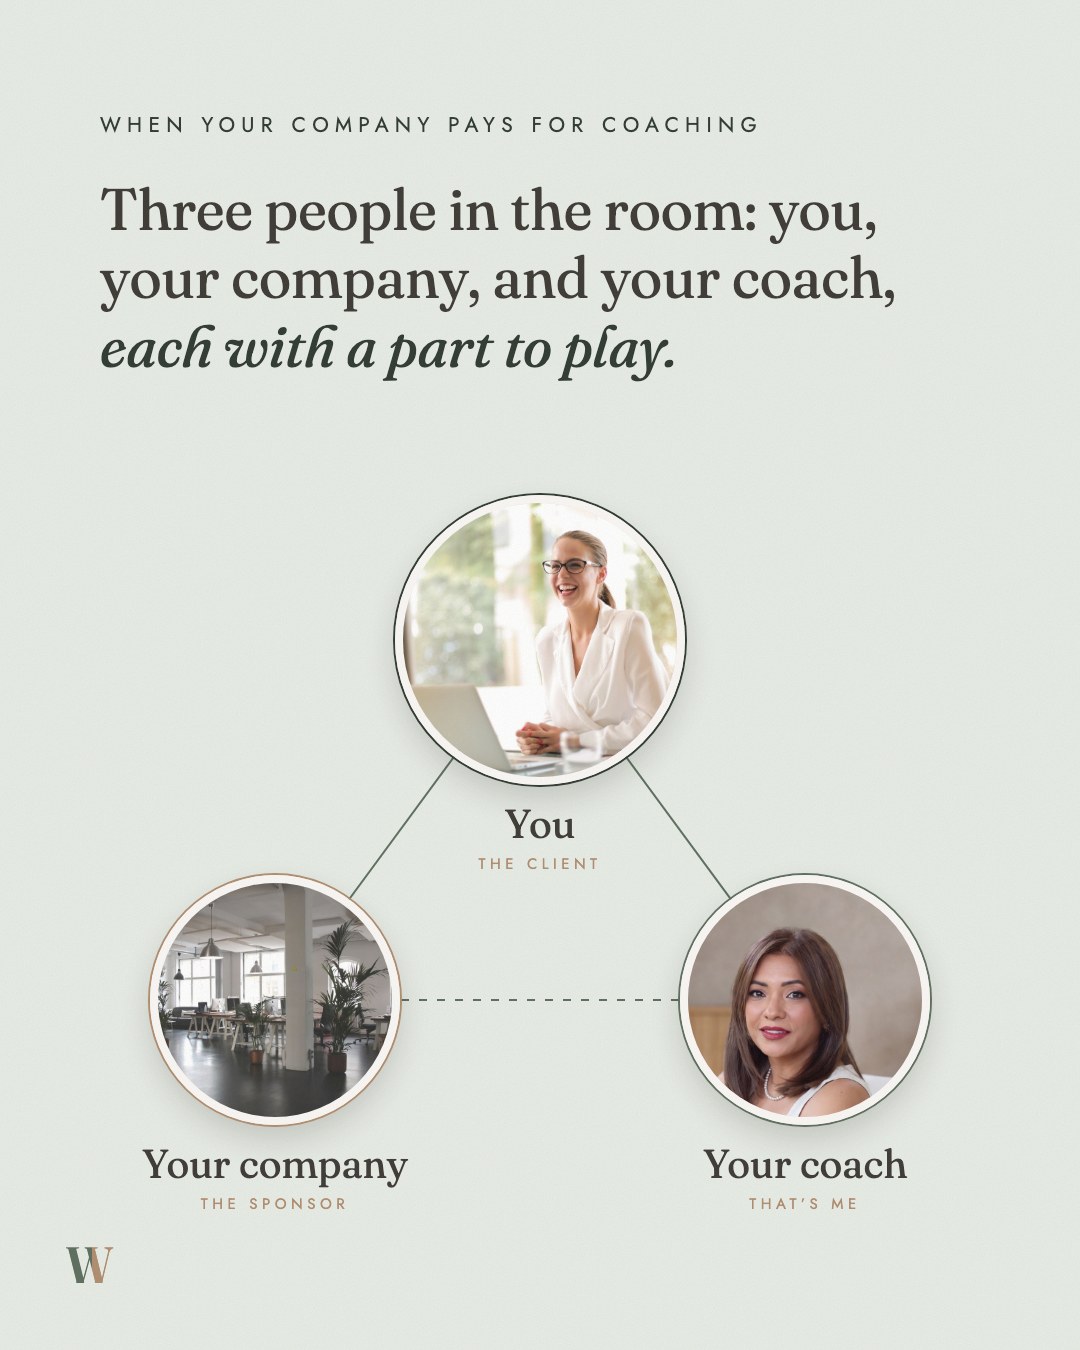 WHEN YOUR COMPANY PAYS FOR COACHING
Three people in the room: you,
your company, and your coach,
each with a part to play.
You
THE CLIENT
Your company
THE SPONSOR
Your coach
THAT’S ME
W